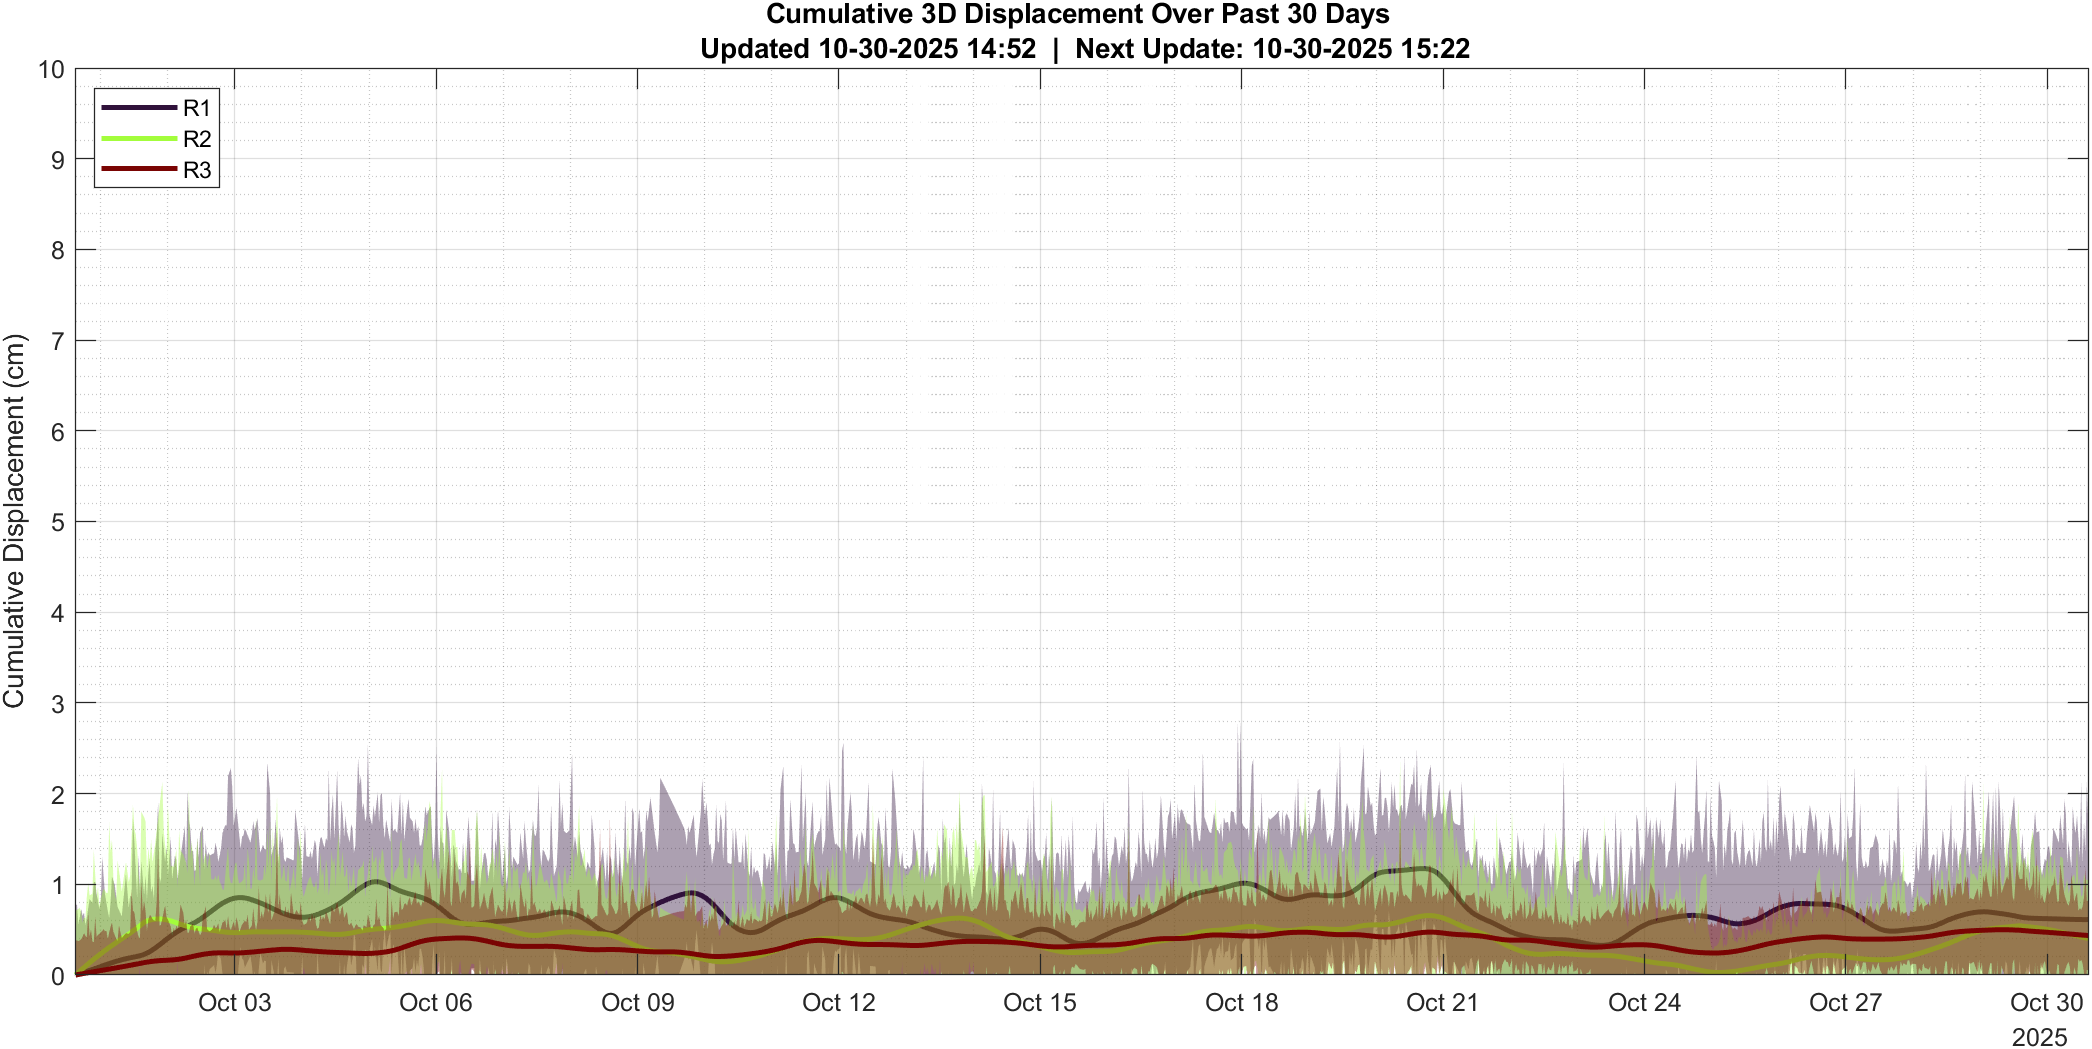 Cumulative 3D Displacement Over Past 30 Days
Updated 10-30-2025 14:52 | Next Update: 10-30-2025 15:22
R1
R2
R3
Cumulative Displacement (cm)
10
9
8
7
6
5
4
3
2
1
0
Oct 03 Oct 06 Oct 09 Oct 12 Oct 15 Oct 18 Oct 21 Oct 24 Oct 27 Oct 30
2025